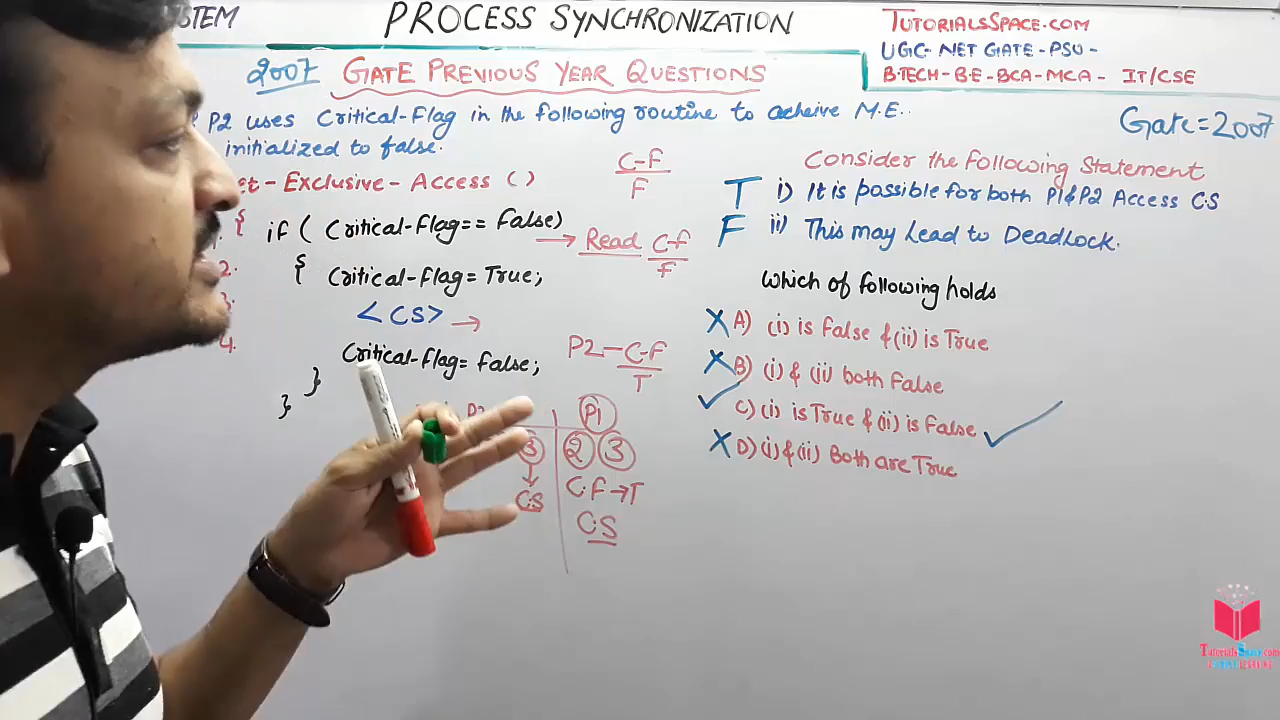 STEM
PROCESS SYNCHRONIZATION
TUTORIALSSPACE.COM
UGC- NET GATE-PSU-
B.TECH-B.E-BCA-MCA- IT/CSE
2007 GATE PREVIOUS YEAR QUESTIONS
P2 uses Critical-Flag in the following routine to acheive M.E.
initialized to false.
et-Exclusive-Access ( )
{
1. if ( Critical-Flag== False)
2. { Critical-Flag=True;
3. <CS> →
4. Critical-Flag= False;
}
}
C-F
F
→ Read C-F
F
P2-C-F
T
P1
3
2 3
↓
CS
C.F→T
C.S
Gate=2007
Consider the Following Statement
T i) It is possible for both P1&P2 Access C.S
F ii) This may Lead to DeadLock.
Which of following holds
X A) (i) is False &(ii) is True
X B) (i) & (ii) both False
✓ C) (i) is True &(ii) is False ✓
X D) (i)&(ii) Both are True
TutorialsSpace.com